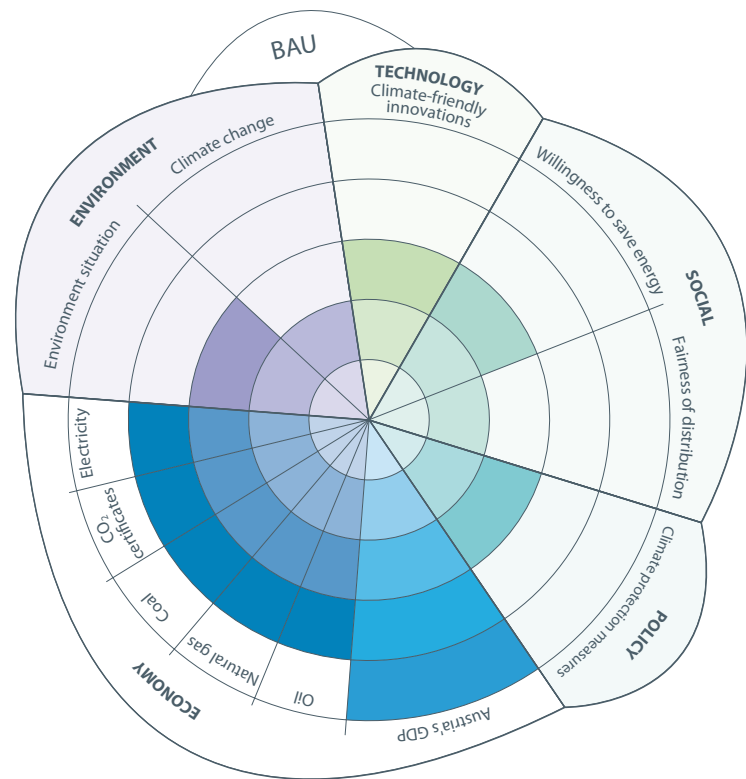 BAU
TECHNOLOGY
Climate-friendly
innovations
ENVIRONMENT
Climate change
Environment situation
Willingness to save energy
SOCIAL
Fairness of distribution
Climate protection measures
POLICY
Electricity
CO₂
certificates
Coal
Natural gas
Oil
Austria's GDP
ECONOMY